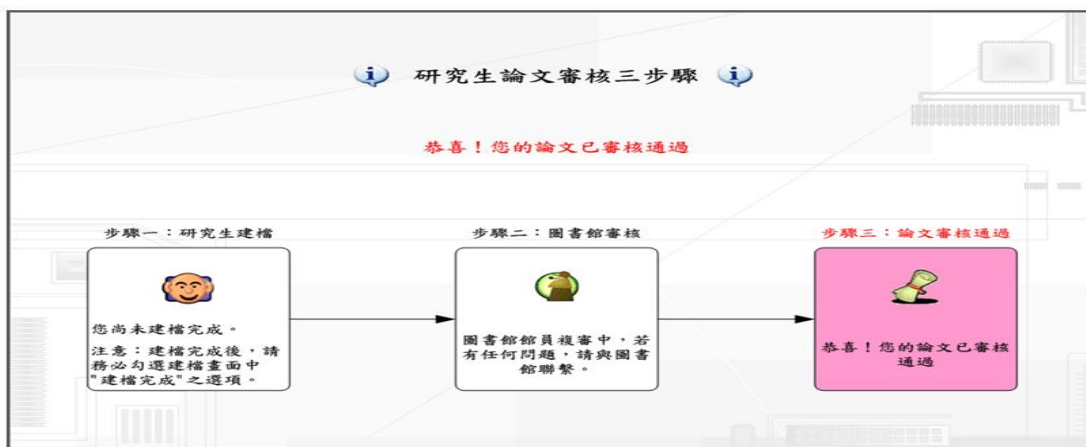 研究生論文審核三步驟
恭喜！您的論文已審核通過
步驟一：研究生建檔
您尚未建檔完成。
注意：建檔完成後，請
務必勾選建檔畫面中
"建檔完成"之選項。
步驟二：圖書館審核
圖書館館員複審中，若
有任何問題，請與圖書
館聯繫。
步驟三：論文審核通過
恭喜！您的論文已審核
通過